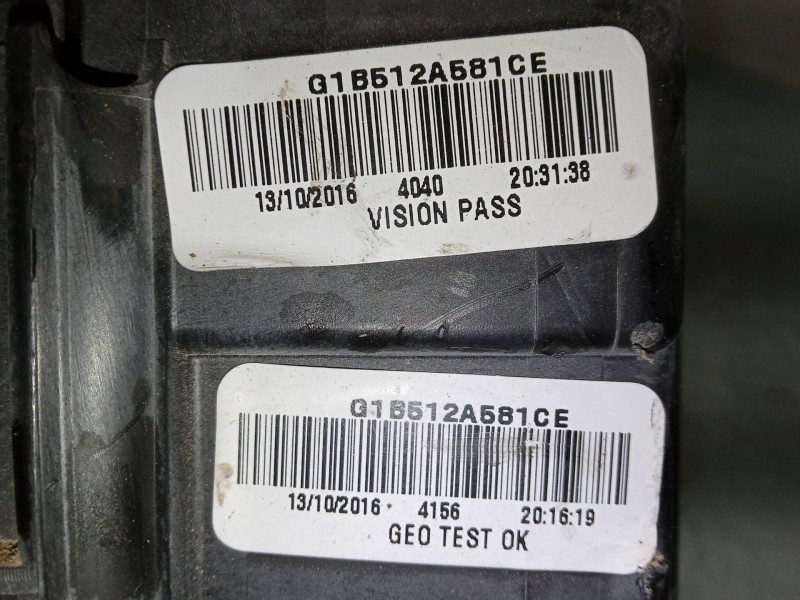 G1B512A581CE
13/10/2016 4040 20:31:38
VISION PASS
G1B512A581CE
13/10/2016 4156 20:16:19
GEO TEST OK